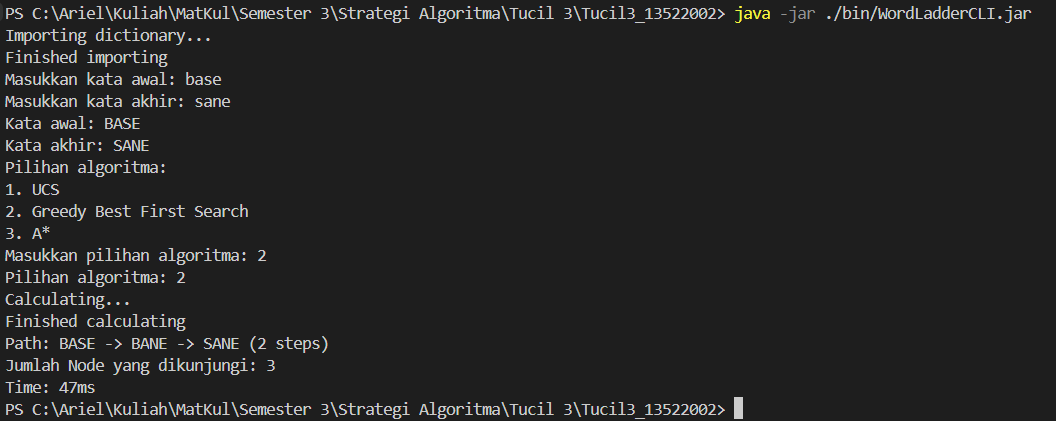 PS C:\Ariel\Kuliah\MatKul\Semester 3\Strategi Algoritma\Tucil 3\Tucil3_13522002> java -jar ./bin/WordLadderCLI.jar
Importing dictionary...
Finished importing
Masukkan kata awal: base
Masukkan kata akhir: sane
Kata awal: BASE
Kata akhir: SANE
Pilihan algoritma:
1. UCS
2. Greedy Best First Search
3. A*
Masukkan pilihan algoritma: 2
Pilihan algoritma: 2
Calculating...
Finished calculating
Path: BASE -> BANE -> SANE (2 steps)
Jumlah Node yang dikunjungi: 3
Time: 47ms
PS C:\Ariel\Kuliah\MatKul\Semester 3\Strategi Algoritma\Tucil 3\Tucil3_13522002>